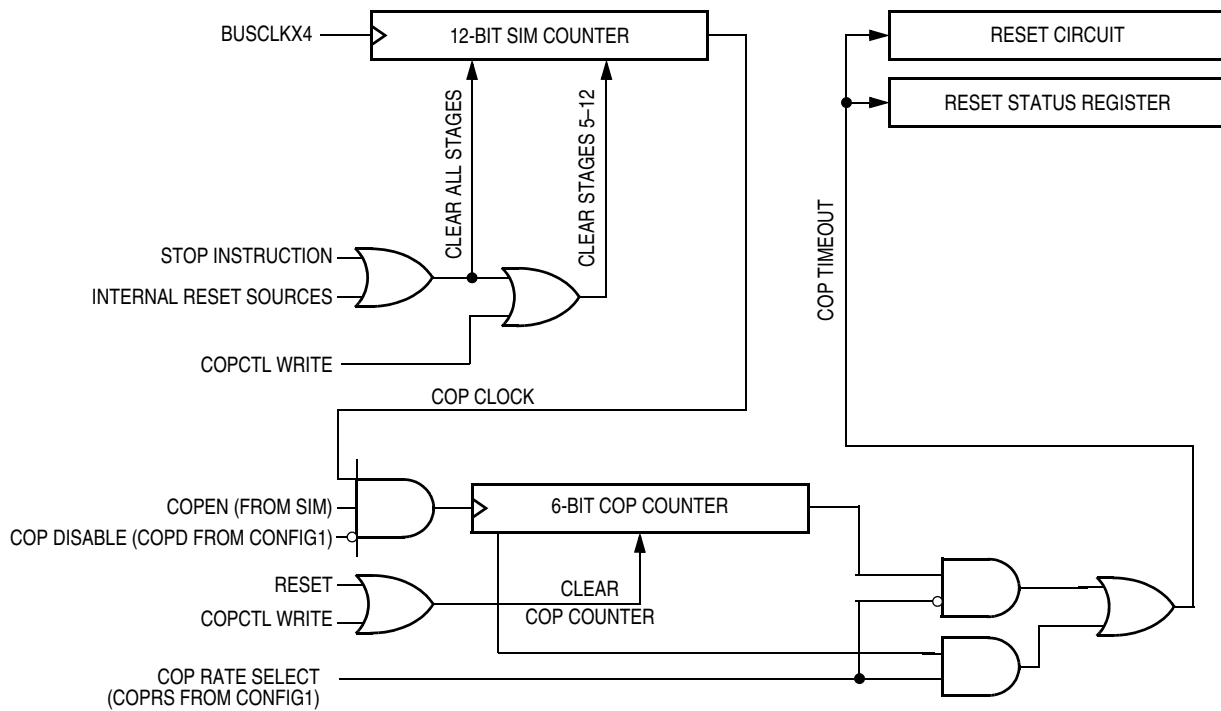 BUSCLKX4
12-BIT SIM COUNTER
RESET CIRCUIT
RESET STATUS REGISTER
CLEAR ALL STAGES
CLEAR STAGES 5–12
COP TIMEOUT
STOP INSTRUCTION
INTERNAL RESET SOURCES
COPCTL WRITE
COP CLOCK
COPEN (FROM SIM)
6-BIT COP COUNTER
COP DISABLE (COPD FROM CONFIG1)
RESET
CLEAR
COPCTL WRITE
COP COUNTER
COP RATE SELECT
(COPRS FROM CONFIG1)